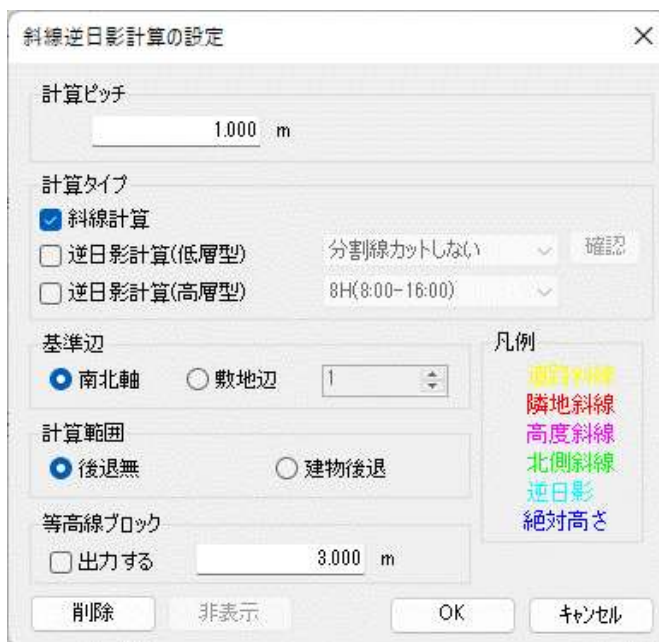 斜線逆日影計算の設定
計算ピッチ
1.000 m
計算タイプ
斜線計算
逆日影計算(低層型) 分割線カットしない 確認
逆日影計算(高層型) 8H(8:00-16:00)
基準辺
南北軸 敷地辺 1
計算範囲
後退無 建物後退
等高線ブロック
出力する 3.000 m
凡例
道路斜線
隣地斜線
高度斜線
北側斜線
逆日影
絶対高さ
削除 非表示 OK キャンセル